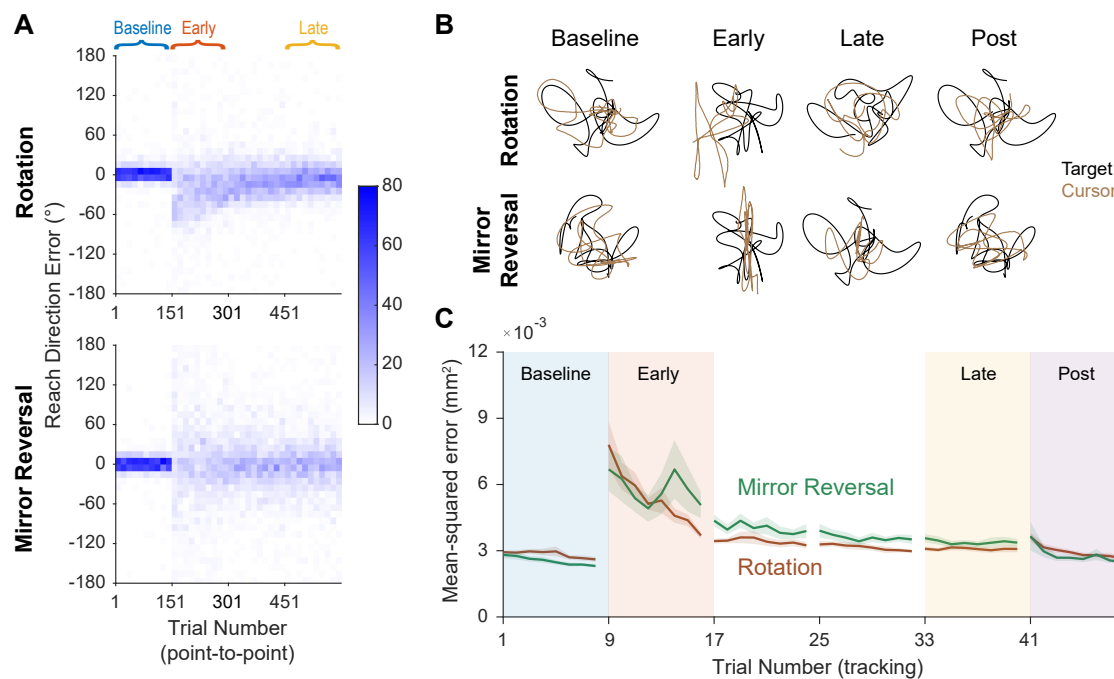 A
Baseline Early Late
180
120
60
0
-60
-120
-180
1 151 301 451
Rotation
Reach Direction Error (°)
80
60
40
20
0
180
120
60
0
-60
-120
-180
1 151 301 451
Mirror Reversal
Trial Number
(point-to-point)
B
Baseline Early Late Post
Rotation
Mirror
Reversal
Target
Cursor
C
× 10-3
12
9
6
3
0
Mean-squared error (mm²)
Baseline Early Late Post
Mirror Reversal
Rotation
1 9 17 25 33 41
Trial Number (tracking)